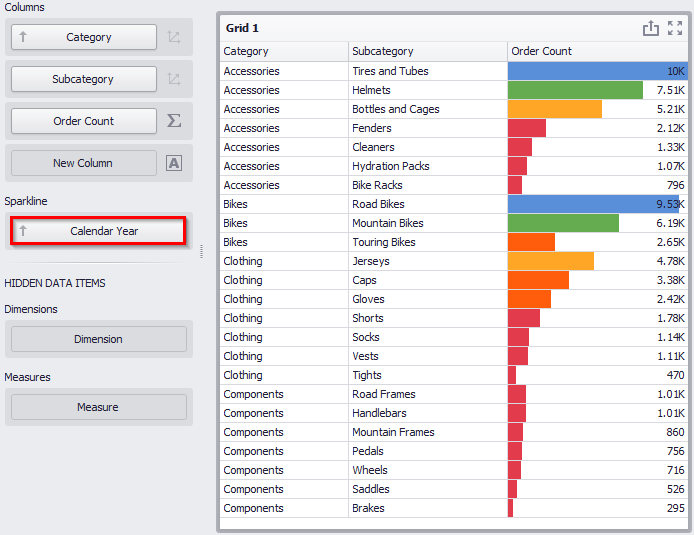 Columns
Category
Subcategory
Order Count
Σ
New Column
A
Sparkline
Calendar Year
HIDDEN DATA ITEMS
Dimensions
Dimension
Measures
Measure
Grid 1
Category Subcategory Order Count
Accessories Tires and Tubes 10K
Accessories Helmets 7.51K
Accessories Bottles and Cages 5.21K
Accessories Fenders 2.12K
Accessories Cleaners 1.33K
Accessories Hydration Packs 1.07K
Accessories Bike Racks 796
Bikes Road Bikes 9.53K
Bikes Mountain Bikes 6.19K
Bikes Touring Bikes 2.65K
Clothing Jerseys 4.78K
Clothing Caps 3.38K
Clothing Gloves 2.42K
Clothing Shorts 1.78K
Clothing Socks 1.14K
Clothing Vests 1.11K
Clothing Tights 470
Components Road Frames 1.01K
Components Handlebars 1.01K
Components Mountain Frames 860
Components Pedals 756
Components Wheels 716
Components Saddles 526
Components Brakes 295